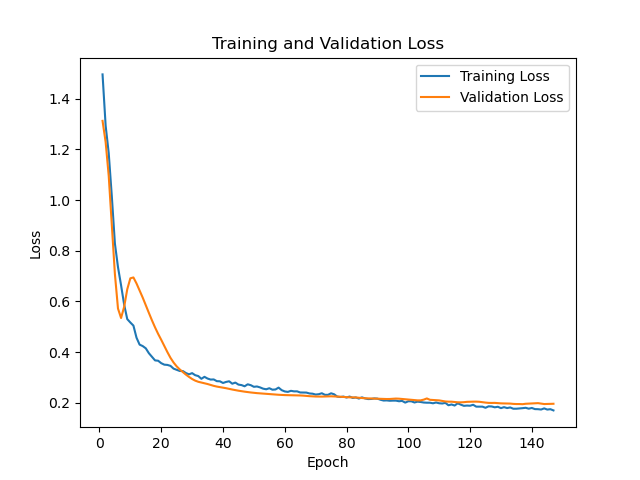 Training and Validation Loss
Training Loss
Validation Loss
Loss
1.4
1.2
1.0
0.8
0.6
0.4
0.2
0 20 40 60 80 100 120 140
Epoch